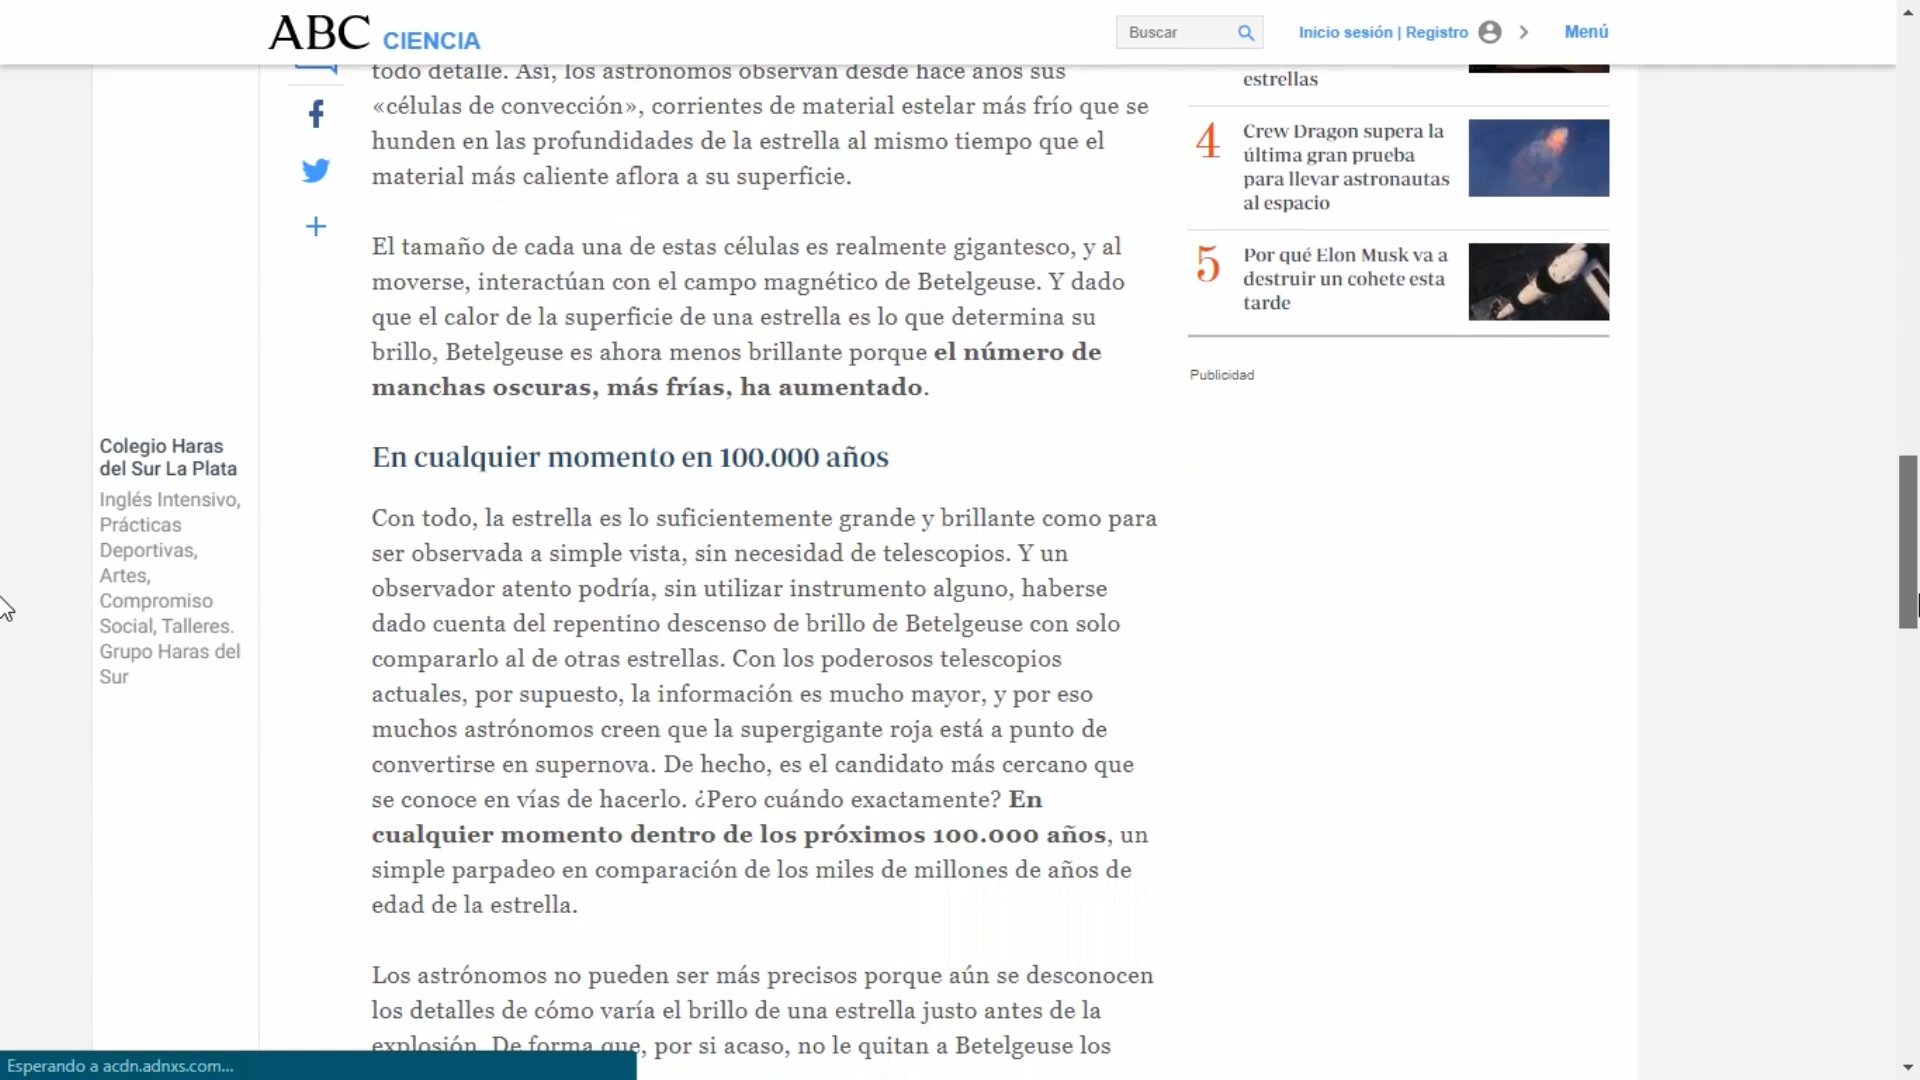 ABC CIENCIA
Buscar
Inicio sesión | Registro
Menú
todo detalle. Así, los astrónomos observan desde hace años sus
«células de convección», corrientes de material estelar más frío que se
hunden en las profundidades de la estrella al mismo tiempo que el
material más caliente aflora a su superficie.
El tamaño de cada una de estas células es realmente gigantesco, y al
moverse, interactúan con el campo magnético de Betelgeuse. Y dado
que el calor de la superficie de una estrella es lo que determina su
brillo, Betelgeuse es ahora menos brillante porque el número de
manchas oscuras, más frías, ha aumentado.
En cualquier momento en 100.000 años
Con todo, la estrella es lo suficientemente grande y brillante como para
ser observada a simple vista, sin necesidad de telescopios. Y un
observador atento podría, sin utilizar instrumento alguno, haberse
dado cuenta del repentino descenso de brillo de Betelgeuse con solo
compararlo al de otras estrellas. Con los poderosos telescopios
actuales, por supuesto, la información es mucho mayor, y por eso
muchos astrónomos creen que la supergigante roja está a punto de
convertirse en supernova. De hecho, es el candidato más cercano que
se conoce en vías de hacerlo. ¿Pero cuándo exactamente? En
cualquier momento dentro de los próximos 100.000 años, un
simple parpadeo en comparación de los miles de millones de años de
edad de la estrella.
Los astrónomos no pueden ser más precisos porque aún se desconocen
los detalles de cómo varía el brillo de una estrella justo antes de la
explosión. De forma que, por si acaso, no le quitan a Betelgeuse los
estrellas
4
Crew Dragon supera la
última gran prueba
para llevar astronautas
al espacio
5
Por qué Elon Musk va a
destruir un cohete esta
tarde
Publicidad
Colegio Haras
del Sur La Plata
Inglés Intensivo,
Prácticas
Deportivas,
Artes,
Compromiso
Social, Talleres.
Grupo Haras del
Sur
Esperando a acdn.adnxs.com...